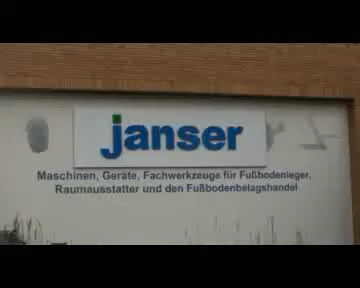 janser
Maschinen, Geräte, Fachwerkzeuge für Fußbodenleger,
Raumausstatter und den Fußbodenbelagshandel